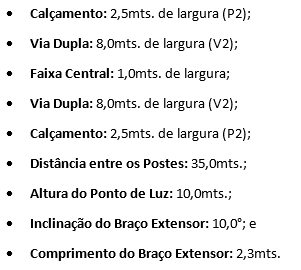 • Calçamento: 2,5mts. de largura (P2);
• Via Dupla: 8,0mts. de largura (V2);
• Faixa Central: 1,0mts. de largura;
• Via Dupla: 8,0mts. de largura (V2);
• Calçamento: 2,5mts. de largura (P2);
• Distância entre os Postes: 35,0mts.;
• Altura do Ponto de Luz: 10,0mts.;
• Inclinação do Braço Extensor: 10,0°; e
• Comprimento do Braço Extensor: 2,3mts.